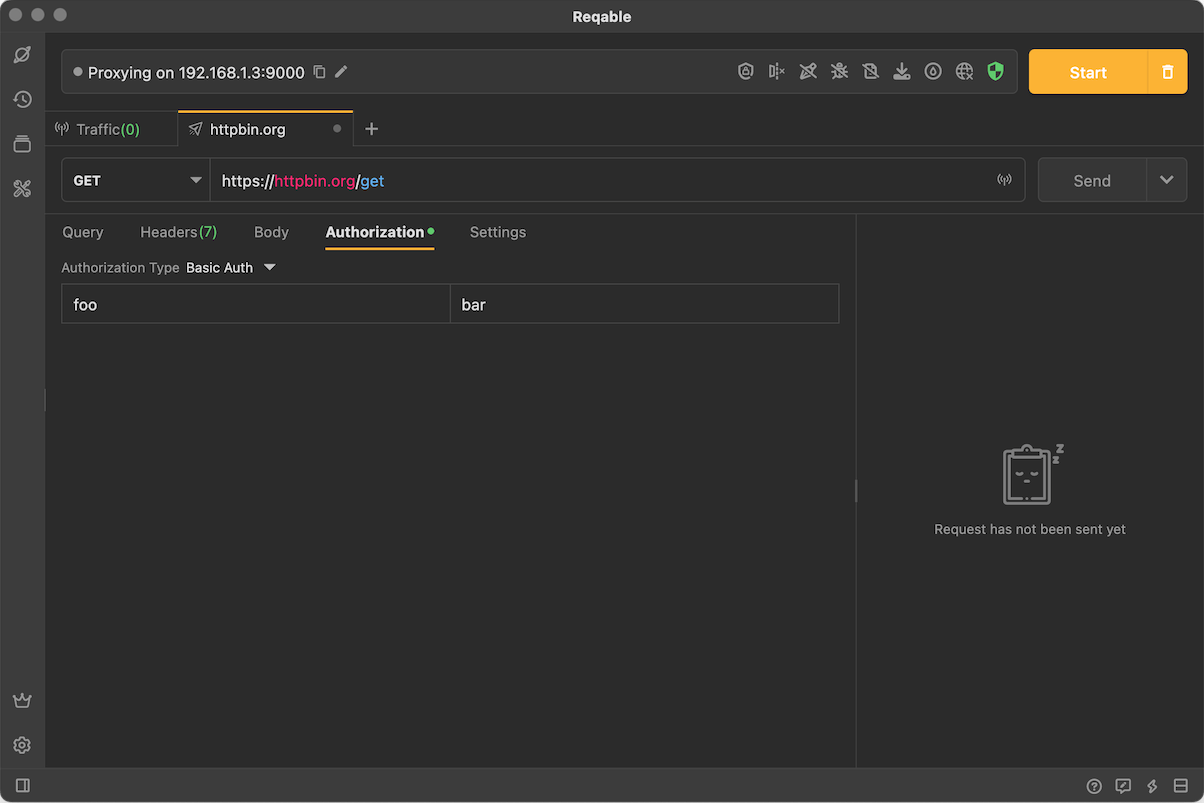 Reqable
Proxying on 192.168.1.3:9000
Start
Traffic(0)
httpbin.org
GET
https://httpbin.org/get
Send
Query
Headers(7)
Body
Authorization
Settings
Authorization Type Basic Auth
foo
bar
z
z
Request has not been sent yet